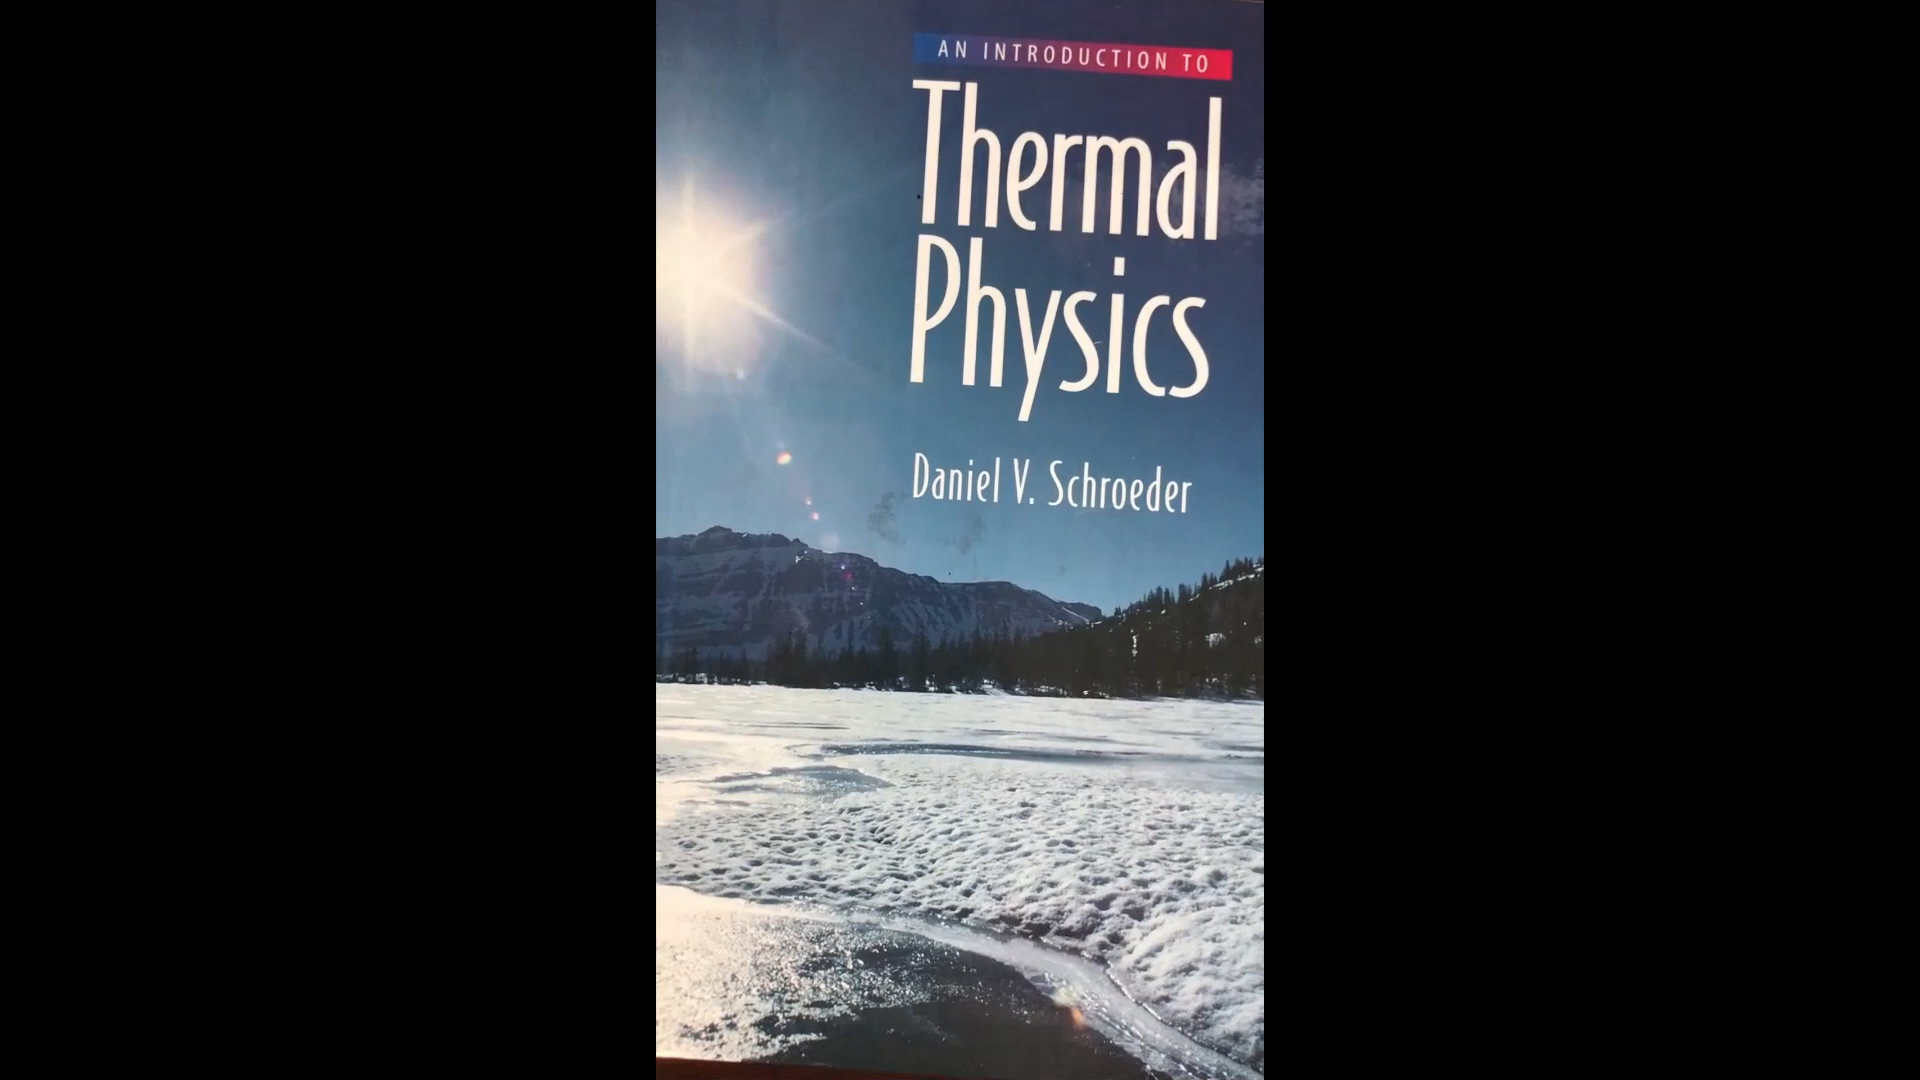 AN INTRODUCTION TO
Thermal
Physics
Daniel V. Schroeder